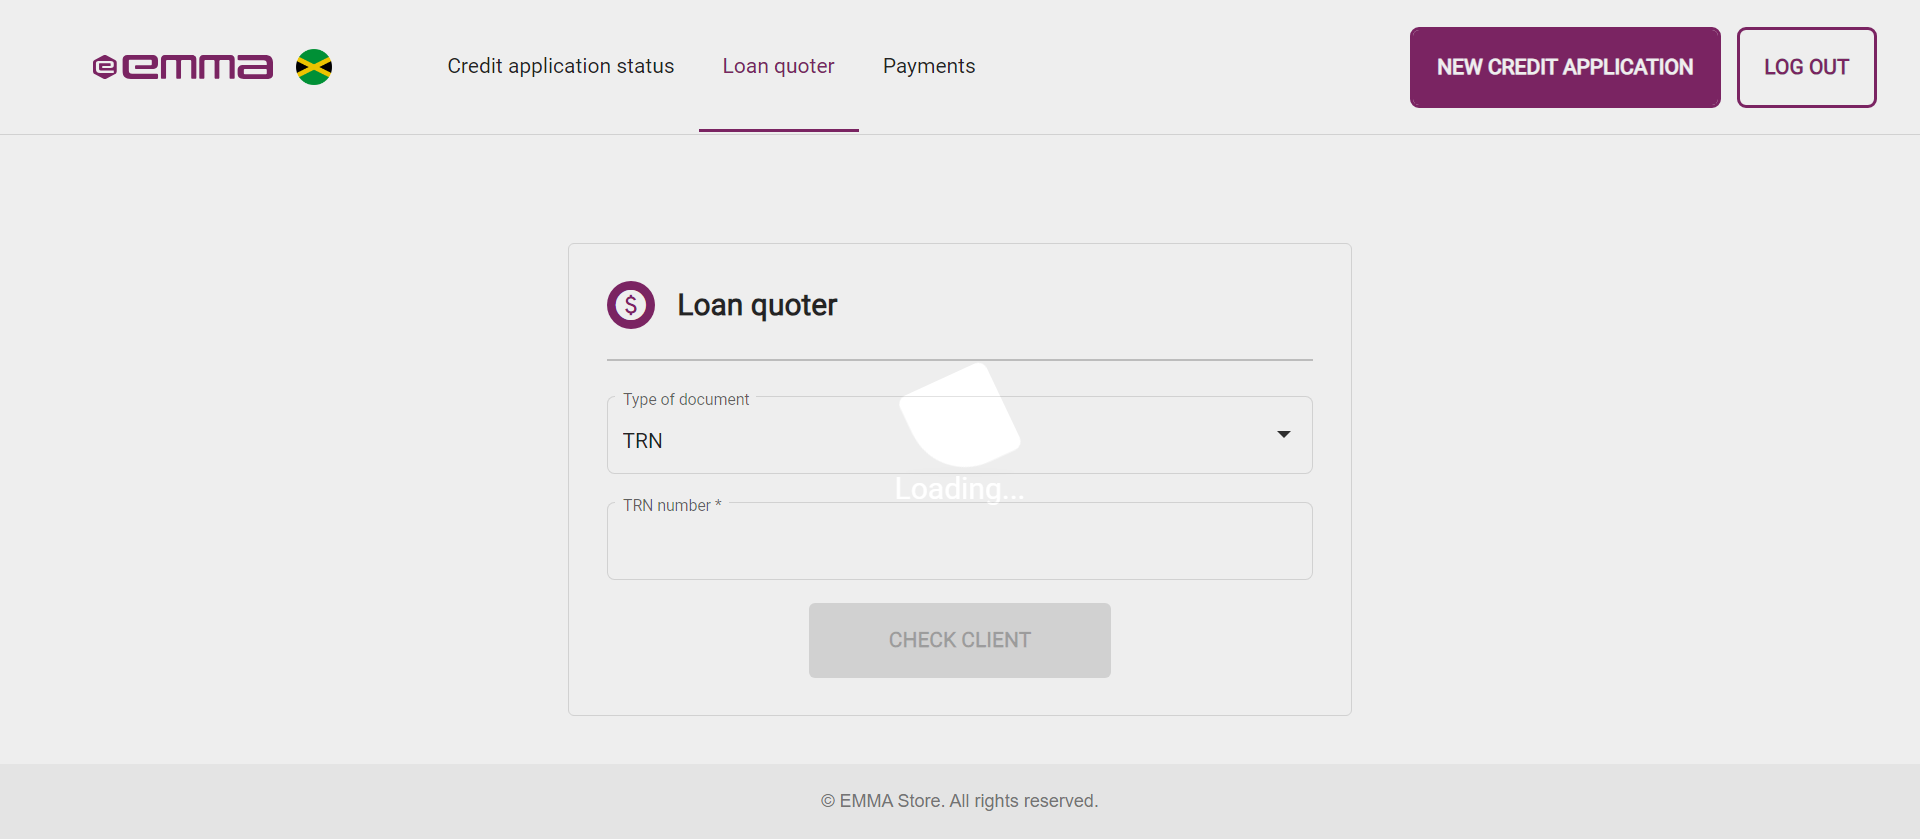 emma
Credit application status
Loan quoter
Payments
NEW CREDIT APPLICATION
LOG OUT
$ Loan quoter
Type of document
TRN
Loading...
TRN number *
CHECK CLIENT
© EMMA Store. All rights reserved.